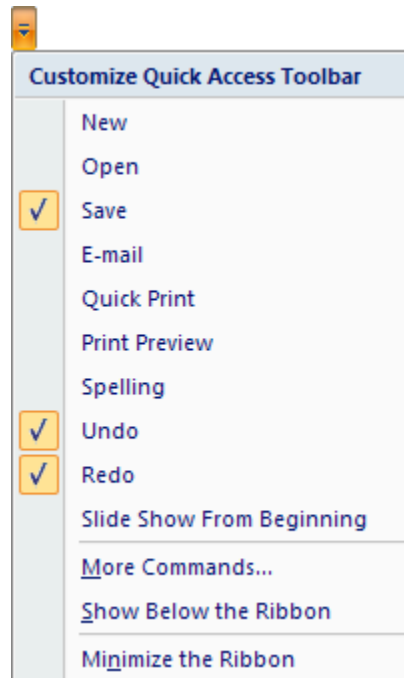 Customize Quick Access Toolbar
New
Open
Save
E-mail
Quick Print
Print Preview
Spelling
Undo
Redo
Slide Show From Beginning
More Commands...
Show Below the Ribbon
Minimize the Ribbon